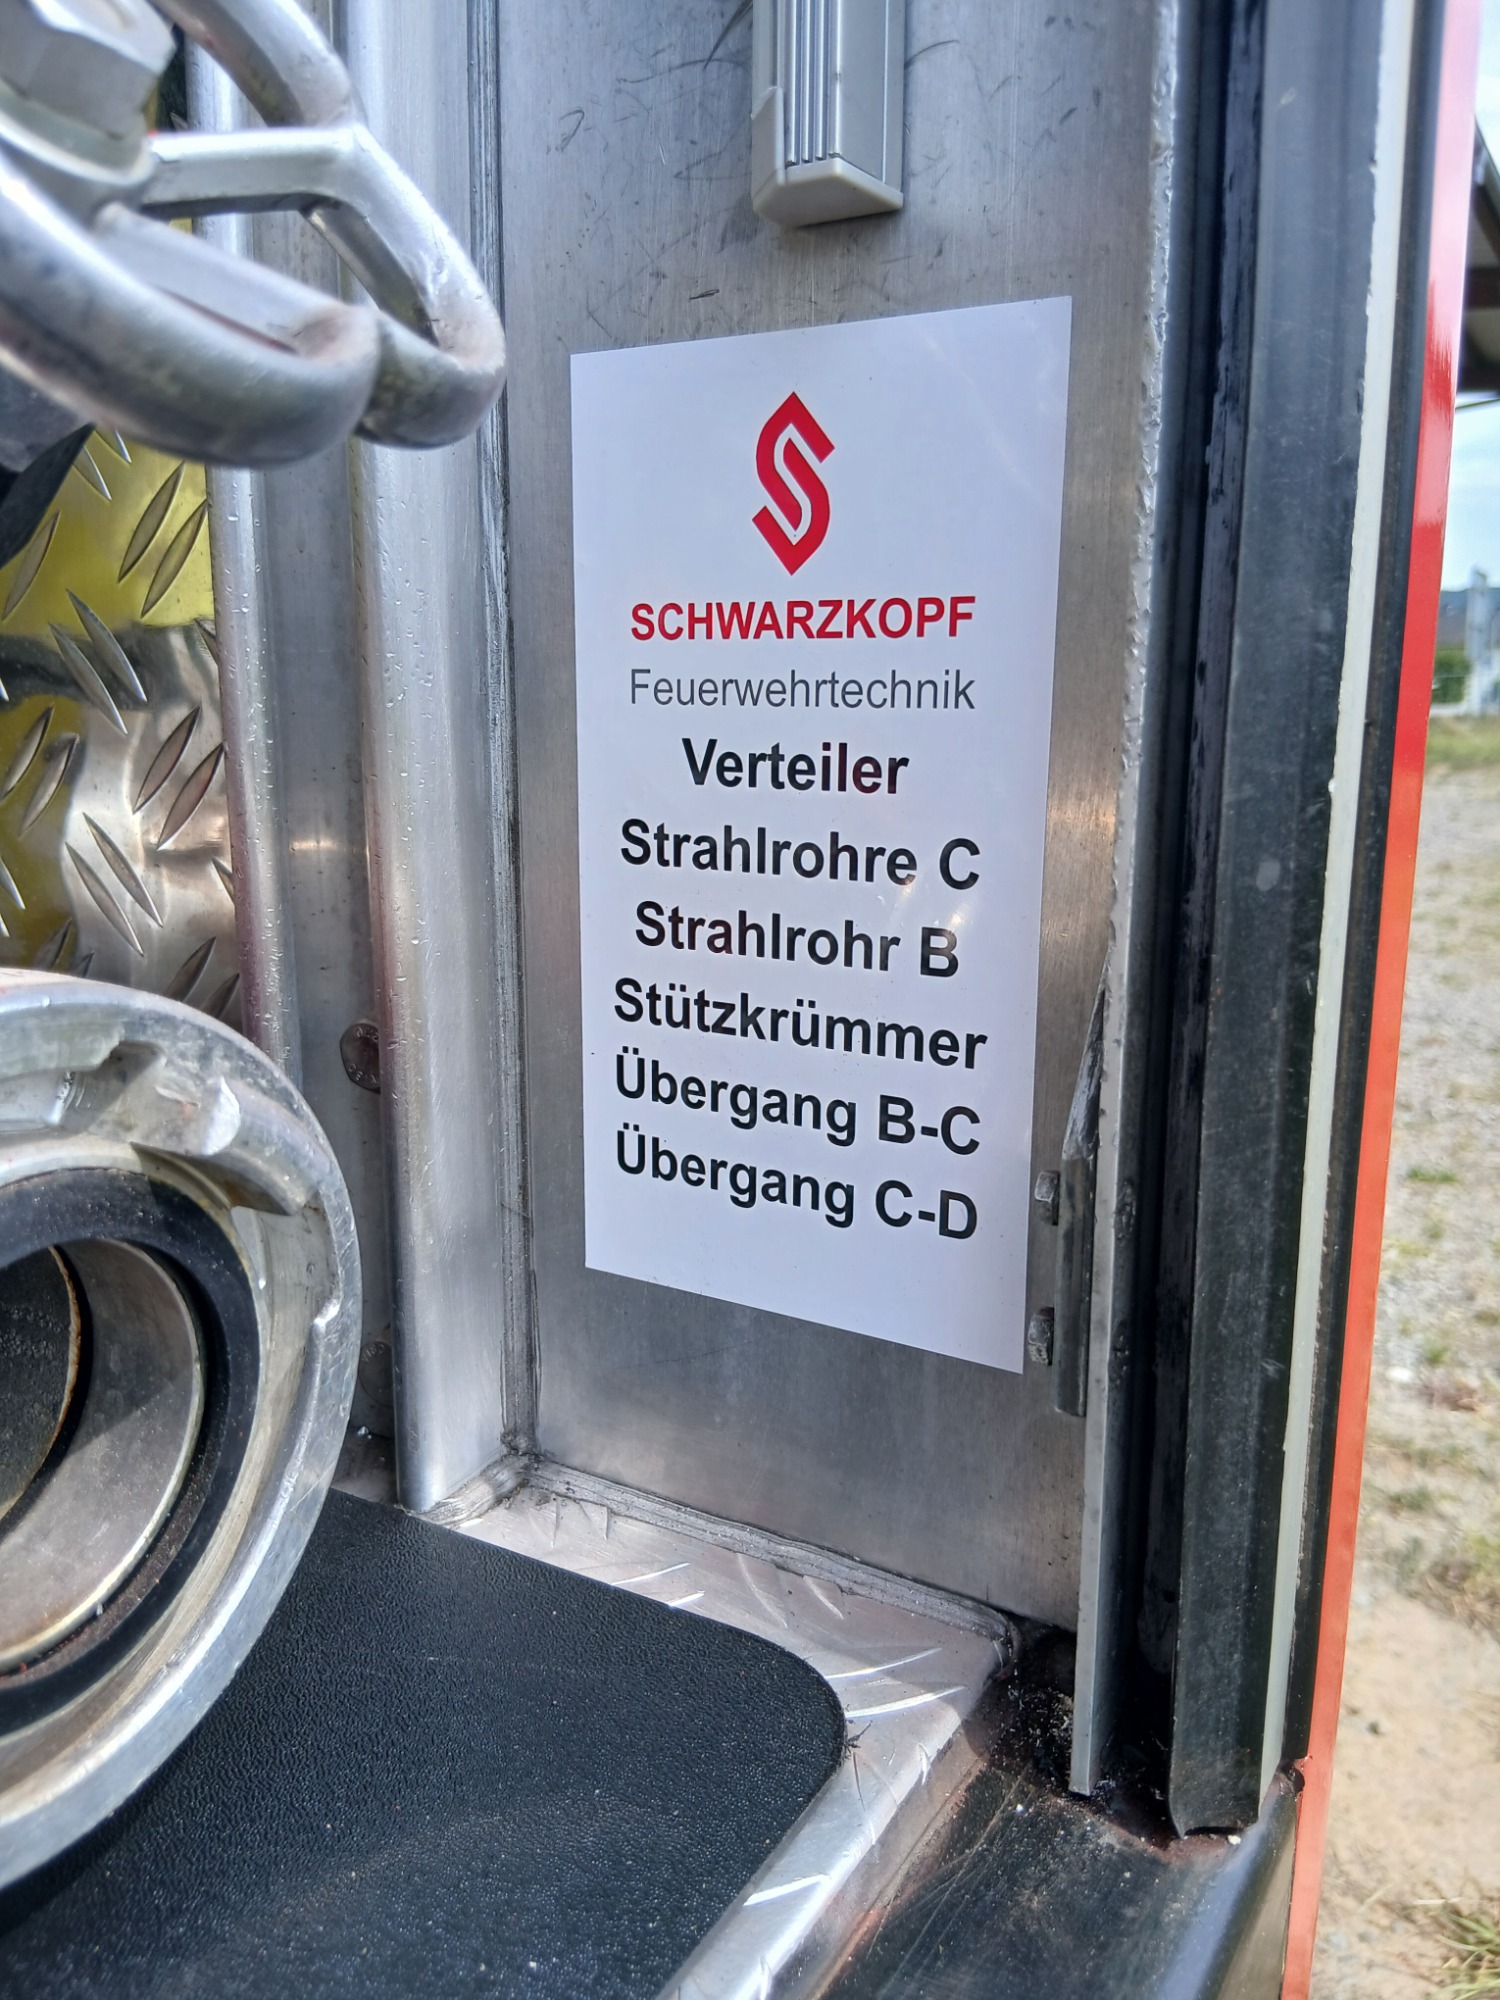 SCHWARZKOPF
Feuerwehrtechnik
Verteiler
Strahlrohre C
Strahlrohr B
Stützkrümmer
Übergang B-C
Übergang C-D